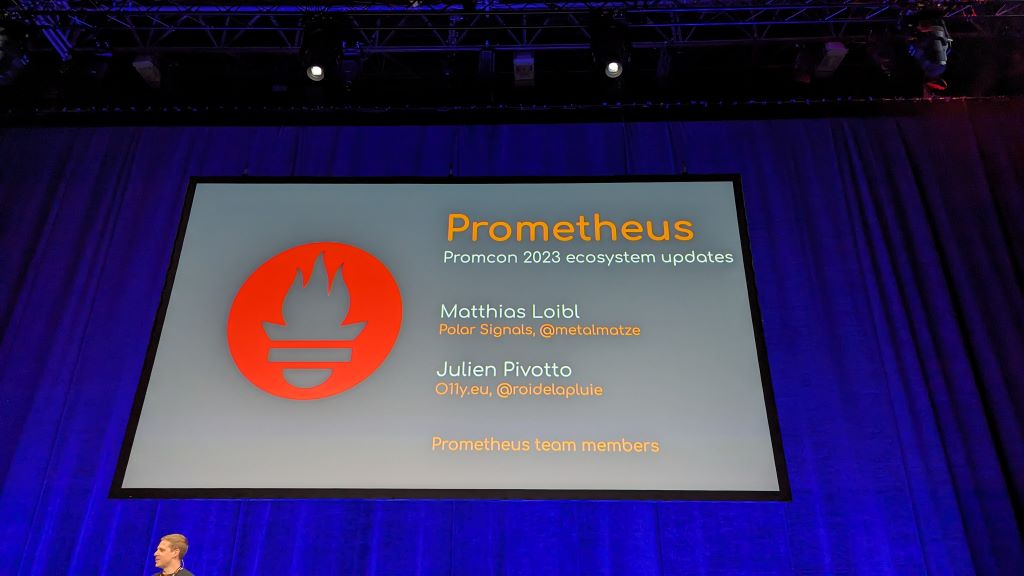 Prometheus
Promcon 2023 ecosystem updates
Matthias Loibl
Polar Signals, @metalmatze
Julien Pivotto
O11y.eu, @roidelapluie
Prometheus team members